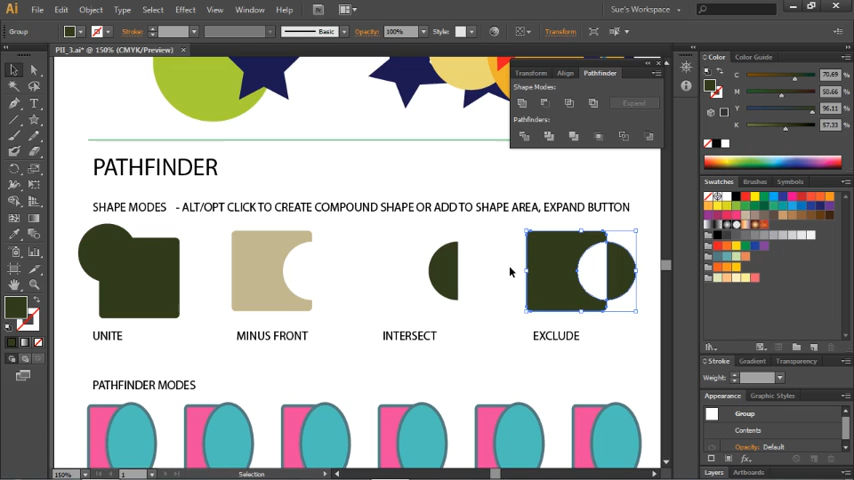 Ai File Edit Object Type Select Effect View Window Help Br Sue's Workspace
Group Stroke: Basic Opacity: 100% Style: Transform
PII_3.ai* @ 150% (CMYK/Preview) ×
Transform Align Pathfinder
Shape Modes:
Expand
Pathfinders:
Color Color Guide
C 70.69 %
M 50.66 %
Y 96.11 %
K 57.33 %
Swatches Brushes Symbols
PATHFINDER
SHAPE MODES - ALT/OPT CLICK TO CREATE COMPOUND SHAPE OR ADD TO SHAPE AREA, EXPAND BUTTON
UNITE MINUS FRONT INTERSECT EXCLUDE
PATHFINDER MODES
Stroke Gradient Transparency
Weight:
Appearance Graphic Styles
Group
Contents
Opacity: Default
fx
Layers Artboards
150% 1 Selection